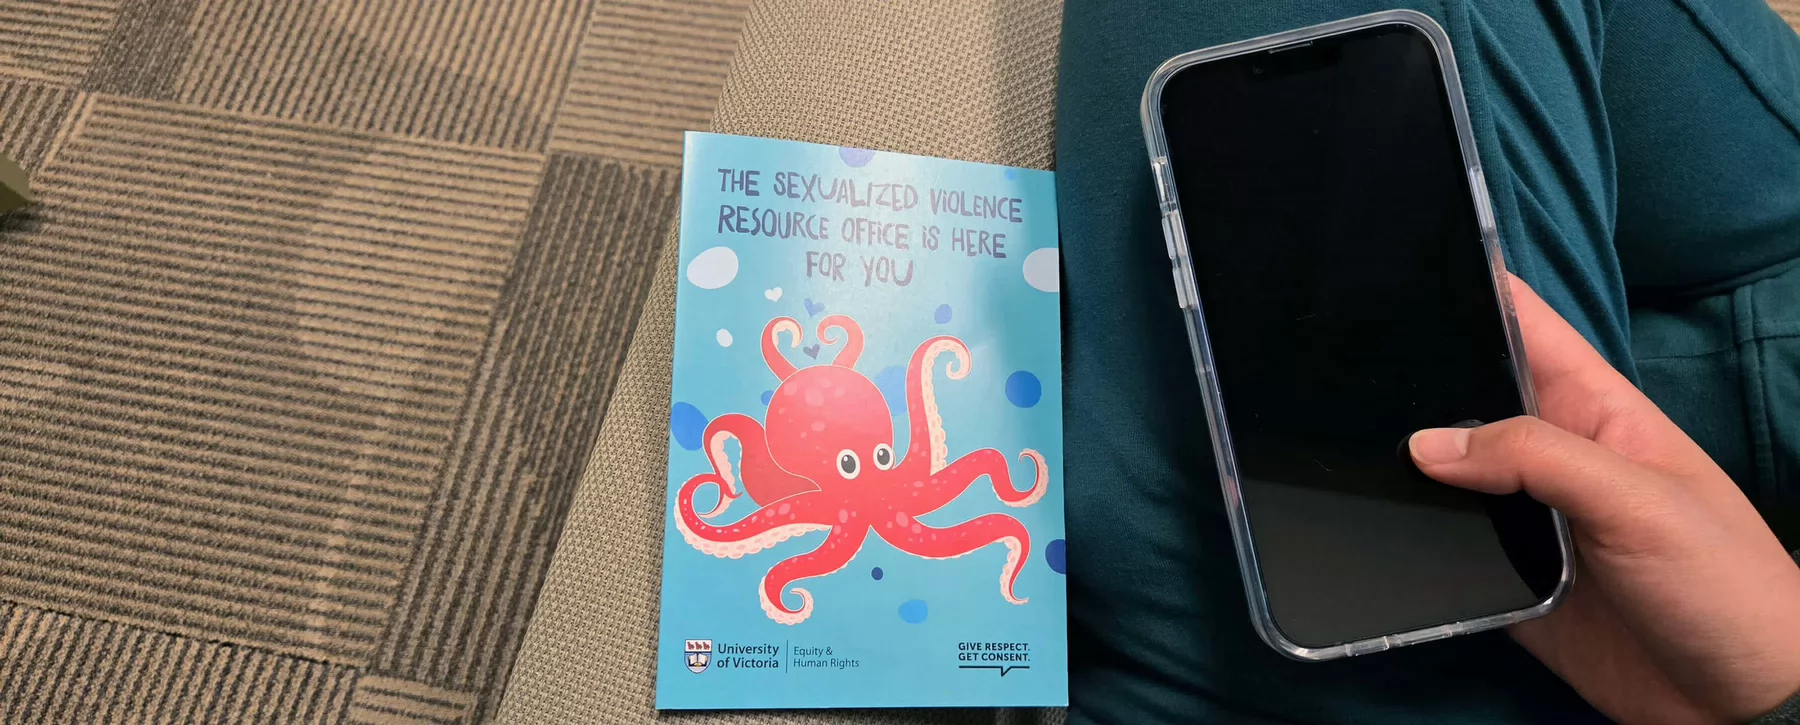 THE SEXUALIZED VIOLENCE
RESOURCE OFFICE IS HERE
FOR YOU
University
of Victoria
Equity &
Human Rights
GIVE RESPECT.
GET CONSENT.